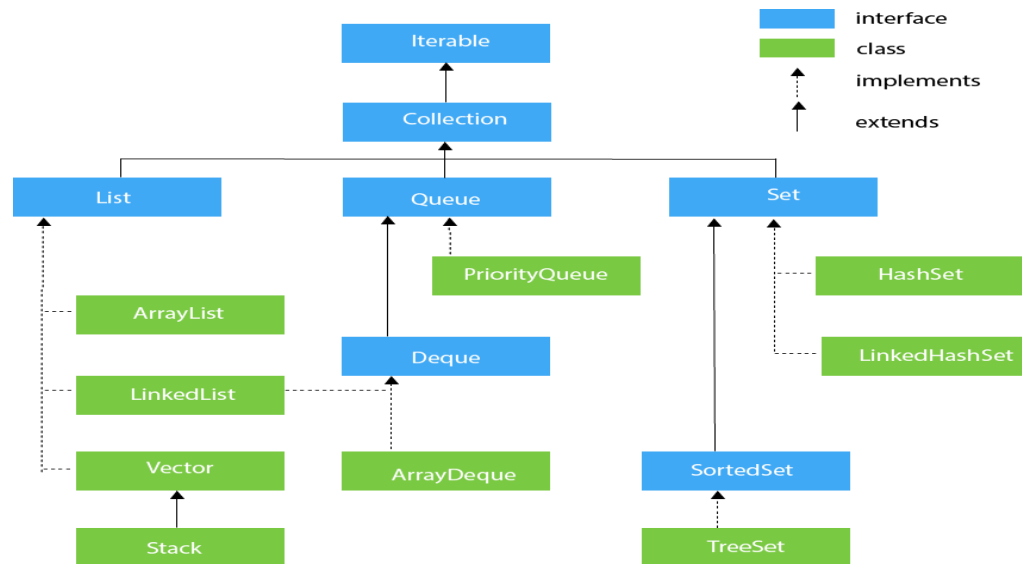 Iterable
interface
class
implements
extends
Collection
List
Queue
Set
PriorityQueue
HashSet
ArrayList
Deque
LinkedHashSet
LinkedList
Vector
ArrayDeque
SortedSet
Stack
TreeSet